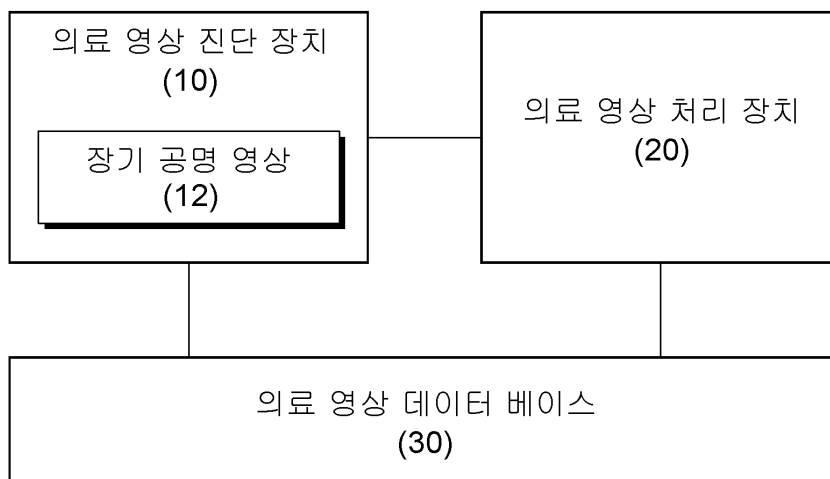 의료 영상 진단 장치
(10)
장기 공명 영상
(12)
의료 영상 처리 장치
(20)
의료 영상 데이터 베이스
(30)